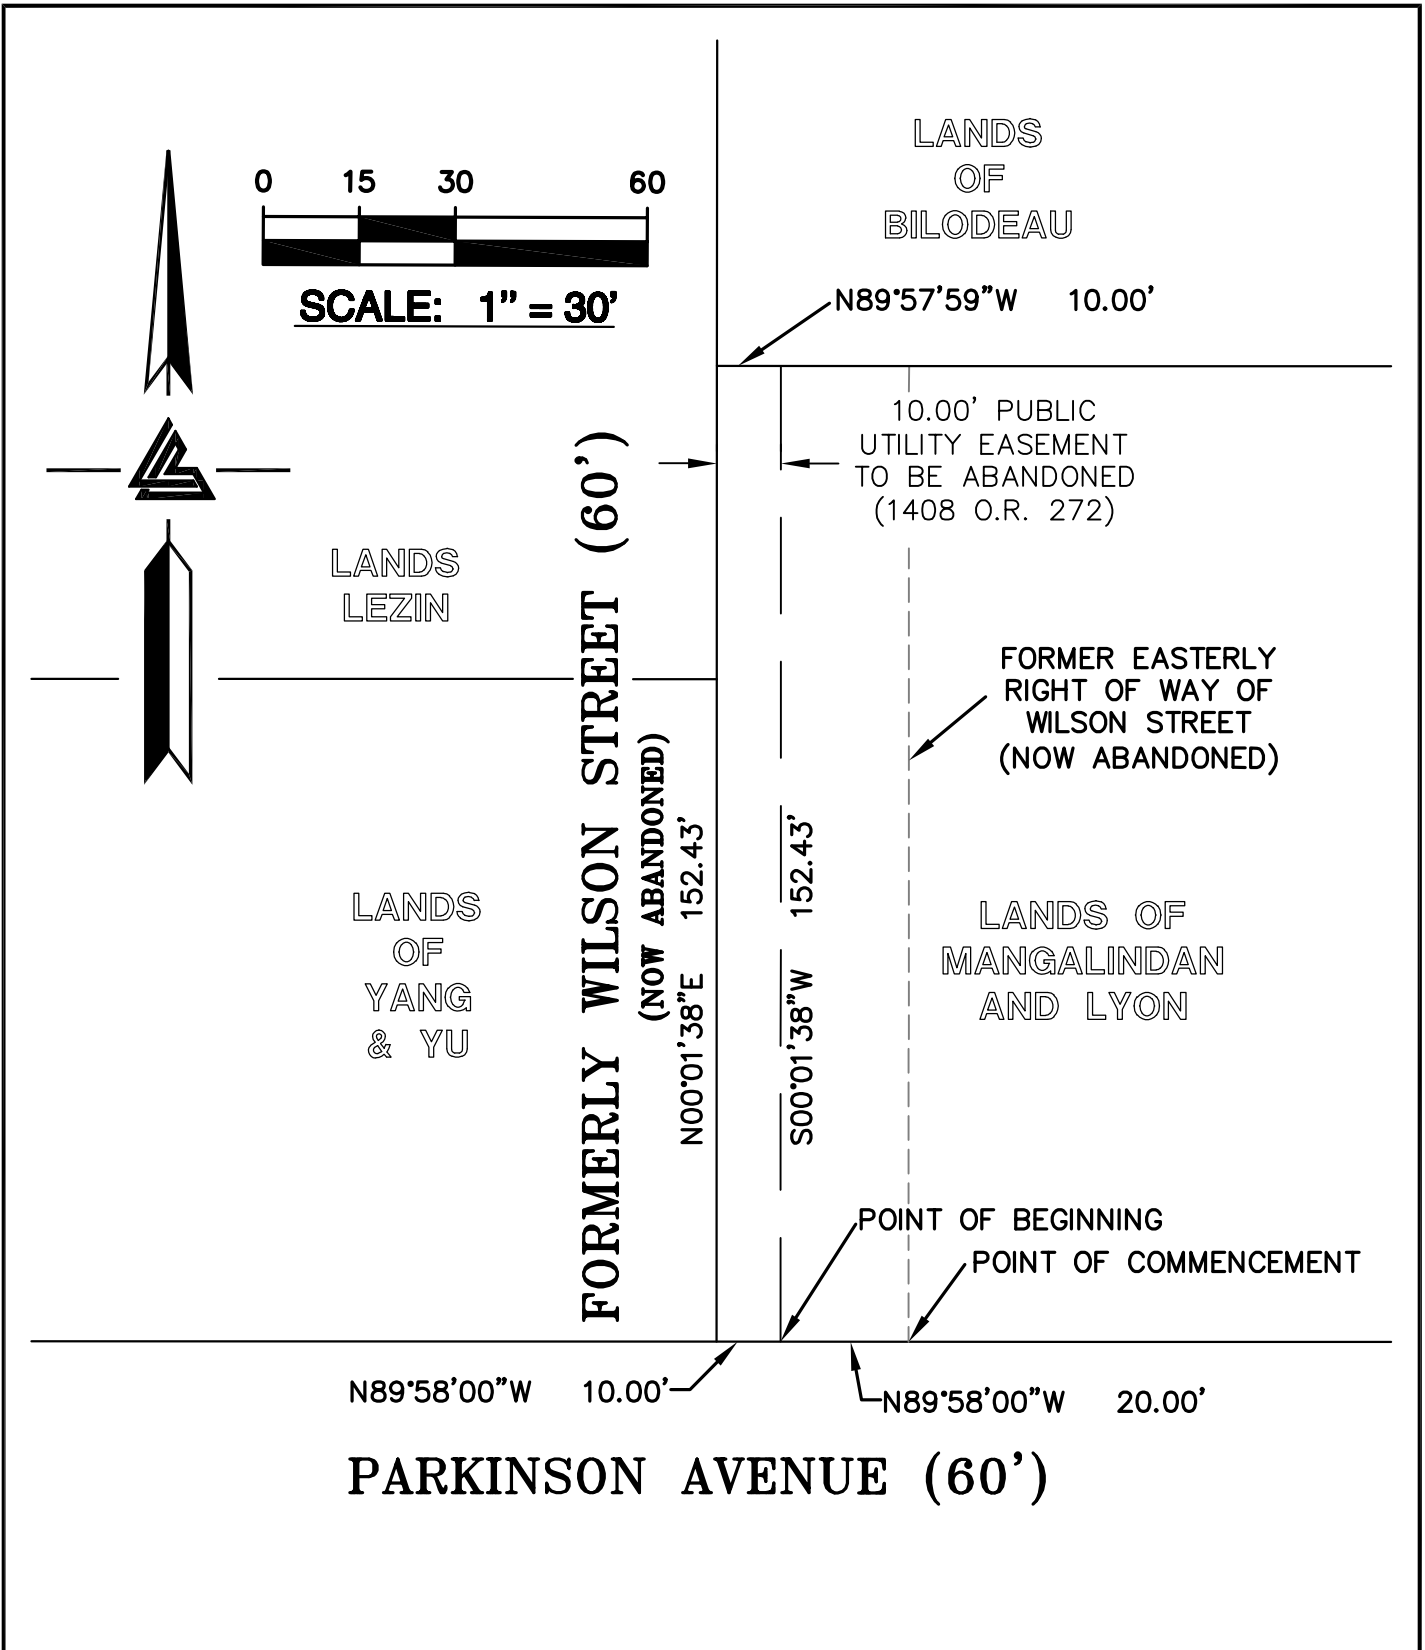 LANDS
OF
BILODEAU
0 15 30 60
SCALE: 1" = 30'
N89°57'59"W 10.00'
10.00' PUBLIC
UTILITY EASEMENT
TO BE ABANDONED
(1408 O.R. 272)
LANDS
LEZIN
FORMERLY WILSON STREET (60')
(NOW ABANDONED)
N00°01'38"E 152.43'
S00°01'38"W 152.43'
FORMER EASTERLY
RIGHT OF WAY OF
WILSON STREET
(NOW ABANDONED)
LANDS
OF
YANG
& YU
LANDS OF
MANGALINDAN
AND LYON
POINT OF BEGINNING
POINT OF COMMENCEMENT
N89°58'00"W 10.00'
N89°58'00"W 20.00'
PARKINSON AVENUE (60')